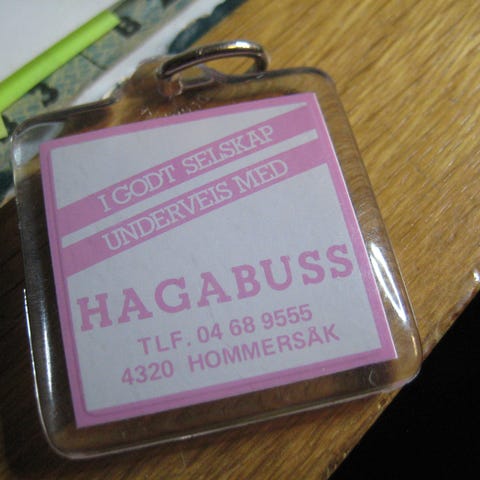 I GODT SELSKAP
UNDERVEIS MED
HAGABUSS
TLF. 04 68 9555
4320 HOMMERSÅK